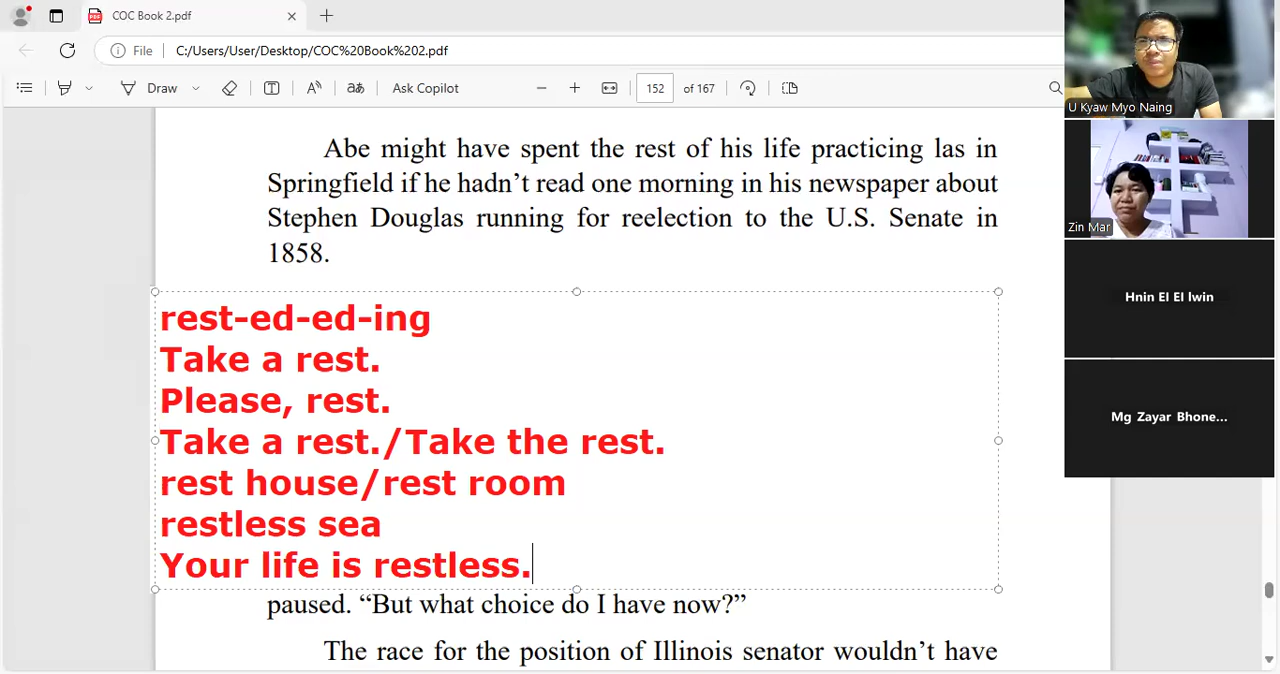 COC Book 2.pdf
File
C:/Users/User/Desktop/COC%20Book%202.pdf
Draw
aあ
Ask Copilot
152 of 167
Abe might have spent the rest of his life practicing las in
Springfield if he hadn’t read one morning in his newspaper about
Stephen Douglas running for reelection to the U.S. Senate in
1858.
rest-ed-ed-ing
Take a rest.
Please, rest.
Take a rest./Take the rest.
rest house/rest room
restless sea
Your life is restless.
paused. “But what choice do I have now?”
The race for the position of Illinois senator wouldn’t have
U Kyaw Myo Naing
Zin Mar
Hnin EI EI lwin
Mg Zayar Bhone...